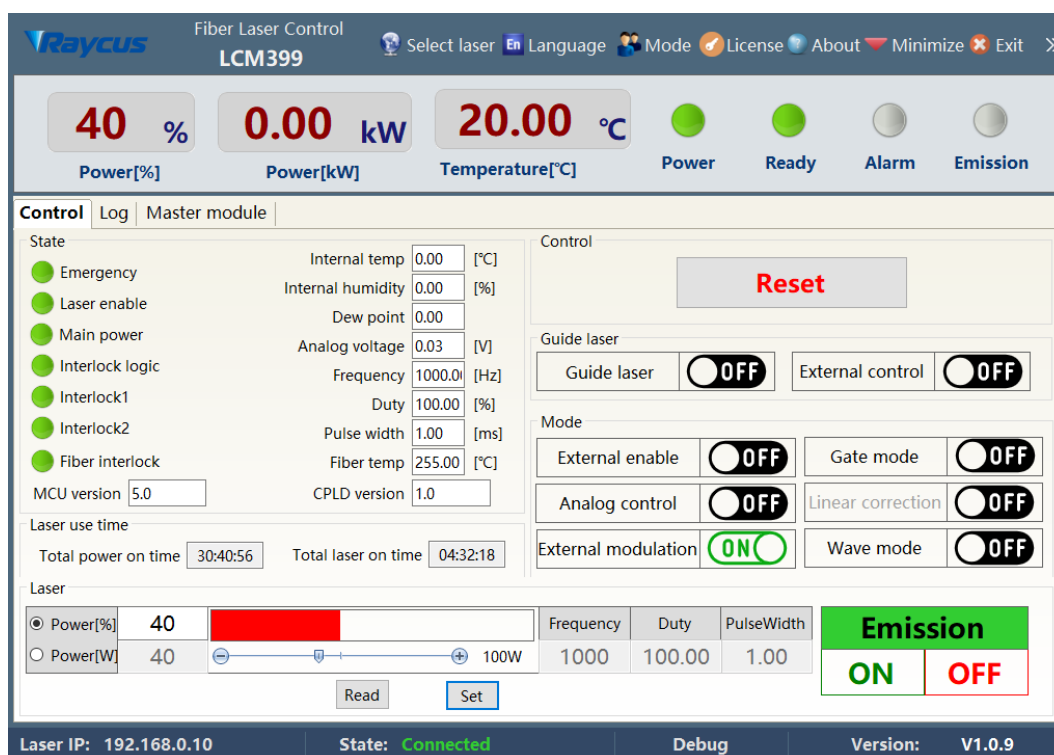 Raycus
Fiber Laser Control
LCM399
Select laser En Language Mode License About Minimize Exit
40 %
0.00 kW
20.00 ℃
Power[%]
Power[kW]
Temperature[℃]
Power
Ready
Alarm
Emission
Control Log Master module
State
Emergency
Laser enable
Main power
Interlock logic
Interlock1
Interlock2
Fiber interlock
MCU version 5.0
Internal temp 0.00 [℃]
Internal humidity 0.00 [%]
Dew point 0.00
Analog voltage 0.03 [V]
Frequency 1000.0 [Hz]
Duty 100.00 [%]
Pulse width 1.00 [ms]
Fiber temp 255.00 [℃]
CPLD version 1.0
Laser use time
Total power on time 30:40:56
Total laser on time 04:32:18
Control
Reset
Guide laser
Guide laser OFF
External control OFF
Mode
External enable OFF
Gate mode OFF
Analog control OFF
Linear correction OFF
External modulation ON
Wave mode OFF
Laser
Power[%] 40
Power[W] 40
100W
Read
Set
Frequency Duty PulseWidth
1000 100.00 1.00
Emission
ON OFF
Laser IP: 192.168.0.10
State: Connected
Debug
Version: V1.0.9